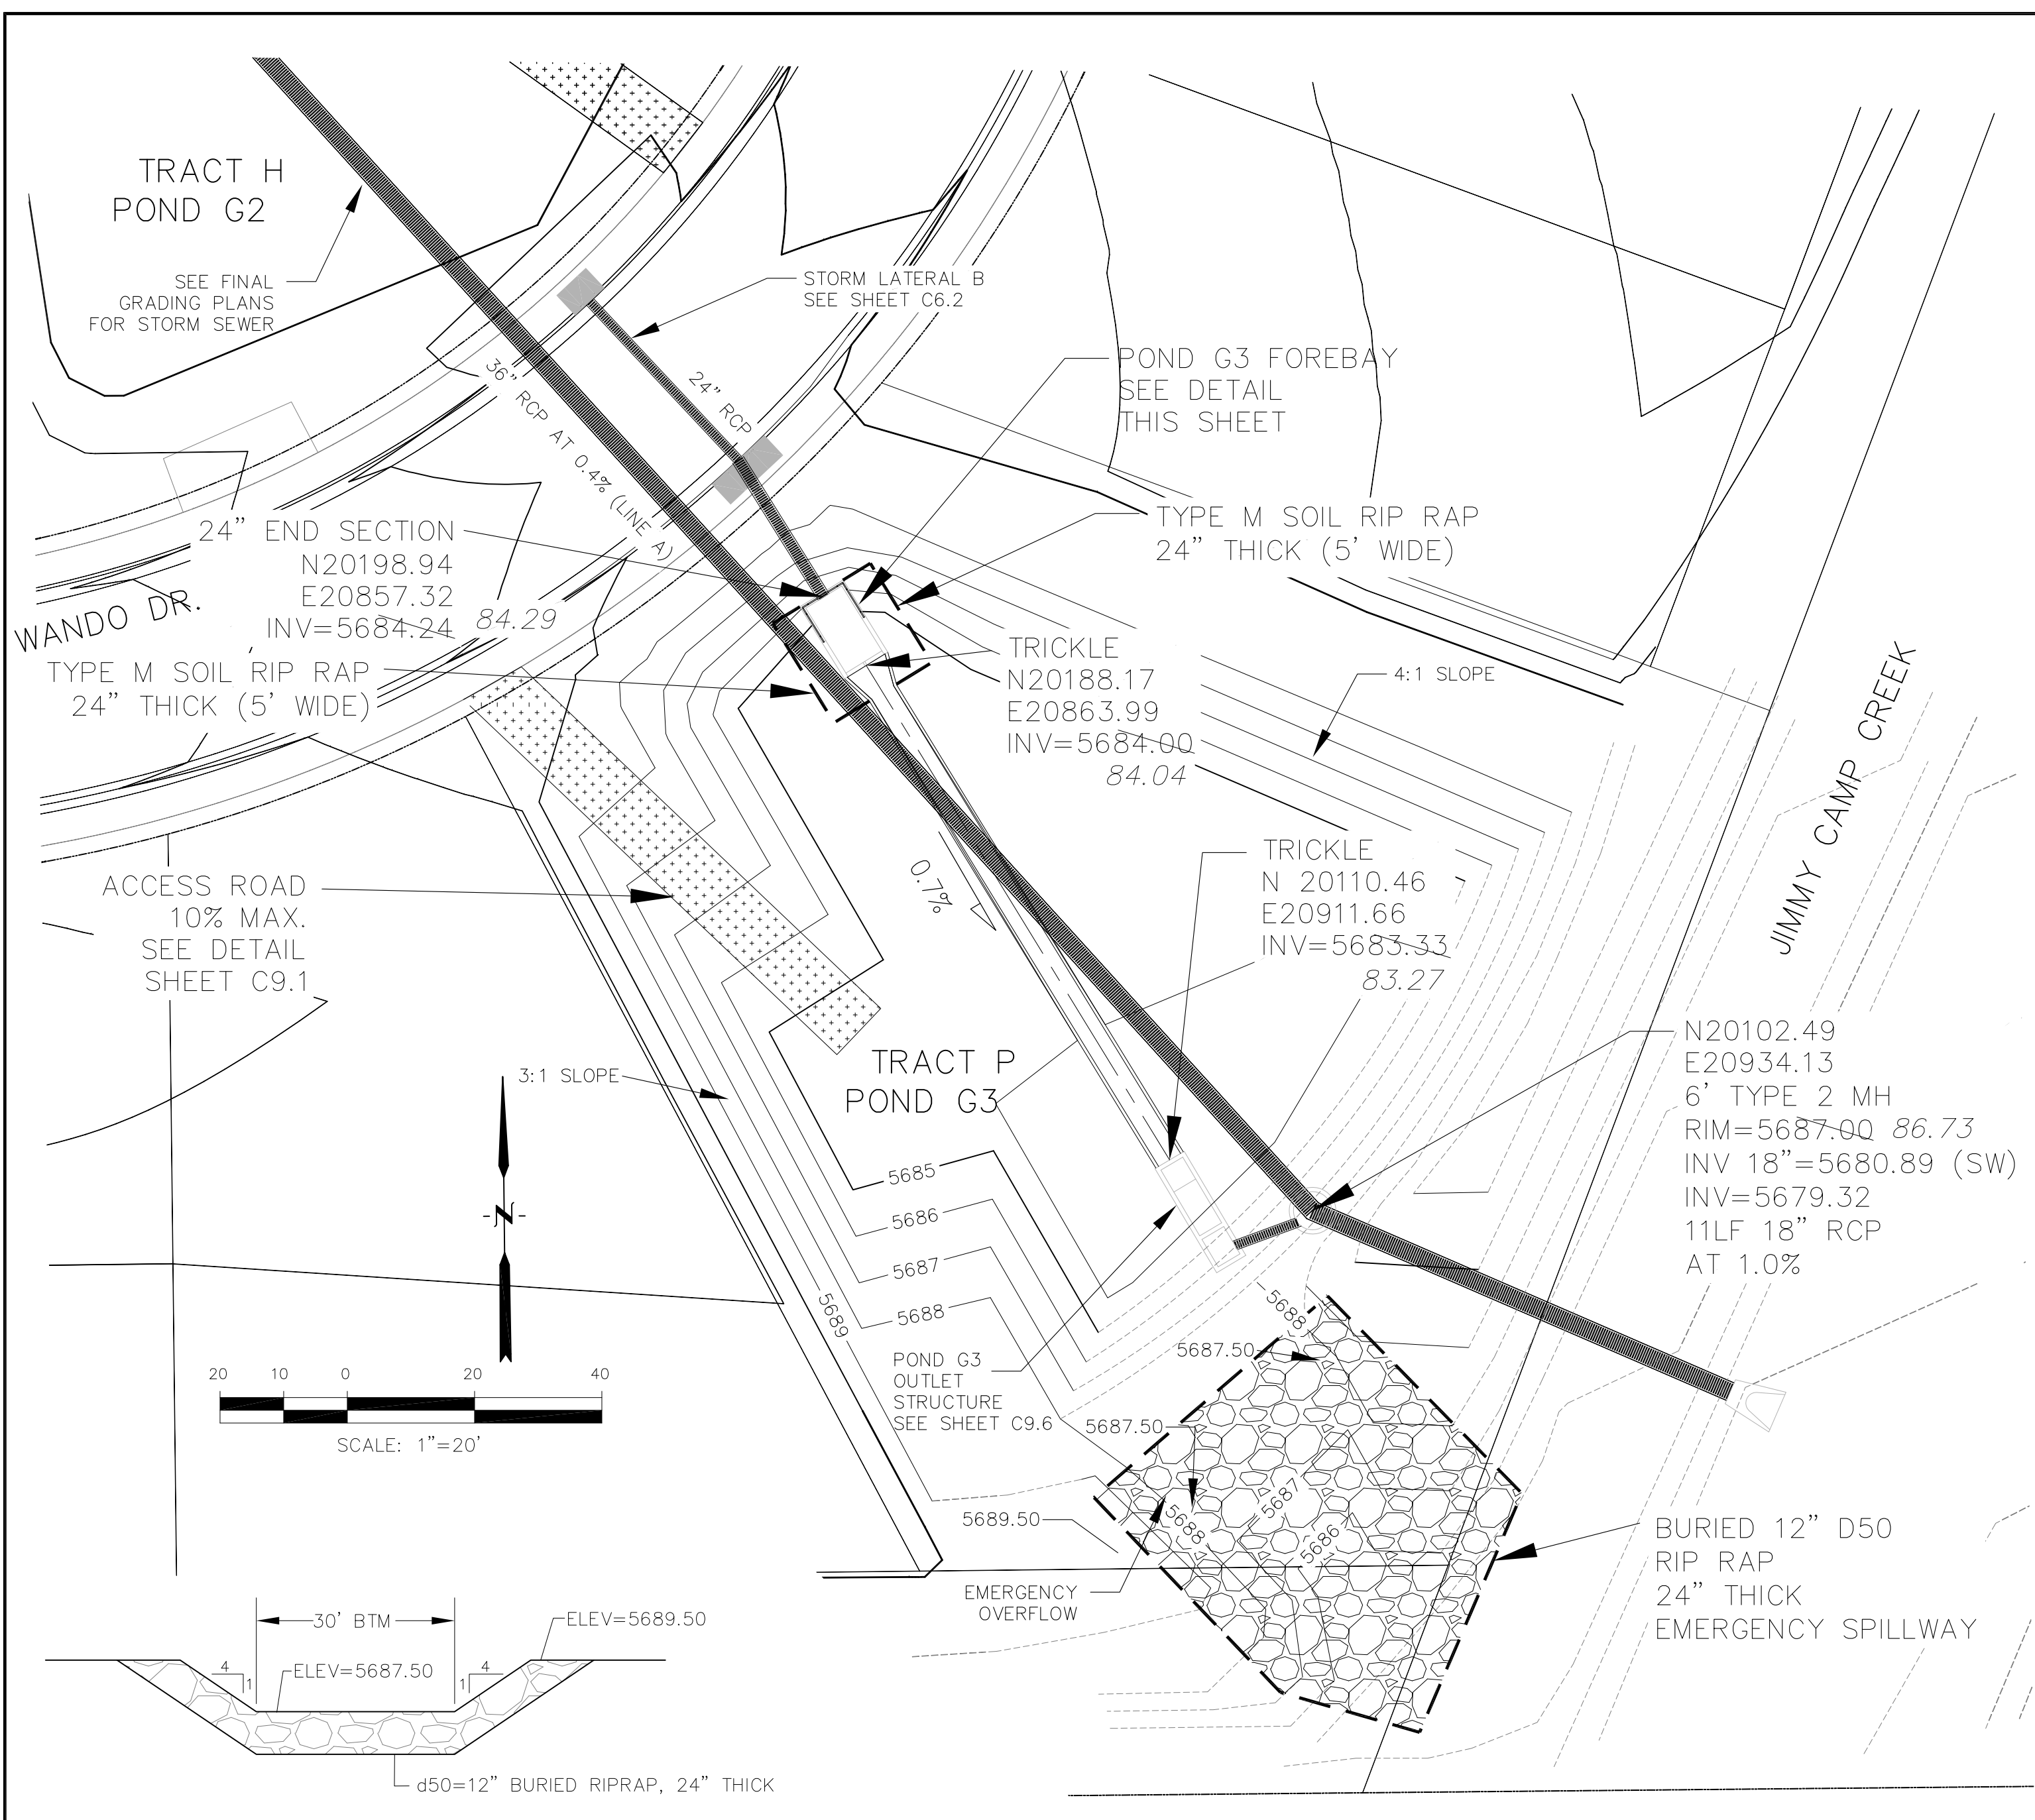 TRACT H
POND G2
SEE FINAL
GRADING PLANS
FOR STORM SEWER
STORM LATERAL B
SEE SHEET C6.2
36" RCP AT 0.4% (LINE A)
24" RCP
POND G3 FOREBAY
SEE DETAIL
THIS SHEET
TYPE M SOIL RIP RAP
24" THICK (5' WIDE)
24" END SECTION
N20198.94
E20857.32
INV=5684.24 84.29
WANDO DR.
TYPE M SOIL RIP RAP
24" THICK (5' WIDE)
TRICKLE
N20188.17
E20863.99
INV=5684.00
84.04
4:1 SLOPE
JIMMY CAMP CREEK
ACCESS ROAD
10% MAX.
SEE DETAIL
SHEET C9.1
0.7%
TRICKLE
N 20110.46
E20911.66
INV=5683.33
83.27
N20102.49
E20934.13
6' TYPE 2 MH
RIM=5687.00 86.73
INV 18"=5680.89 (SW)
INV=5679.32
11LF 18" RCP
AT 1.0%
TRACT P
POND G3
3:1 SLOPE
5685
5686
5687
5688
5689
-N-
20 10 0 20 40
SCALE: 1"=20'
POND G3
OUTLET
STRUCTURE
SEE SHEET C9.6
5688
5687.50
5687.50
5687
5688
5686
5689.50
EMERGENCY
OVERFLOW
BURIED 12" D50
RIP RAP
24" THICK
EMERGENCY SPILLWAY
30' BTM
ELEV=5689.50
ELEV=5687.50
4
1
4
1
d50=12" BURIED RIPRAP, 24" THICK